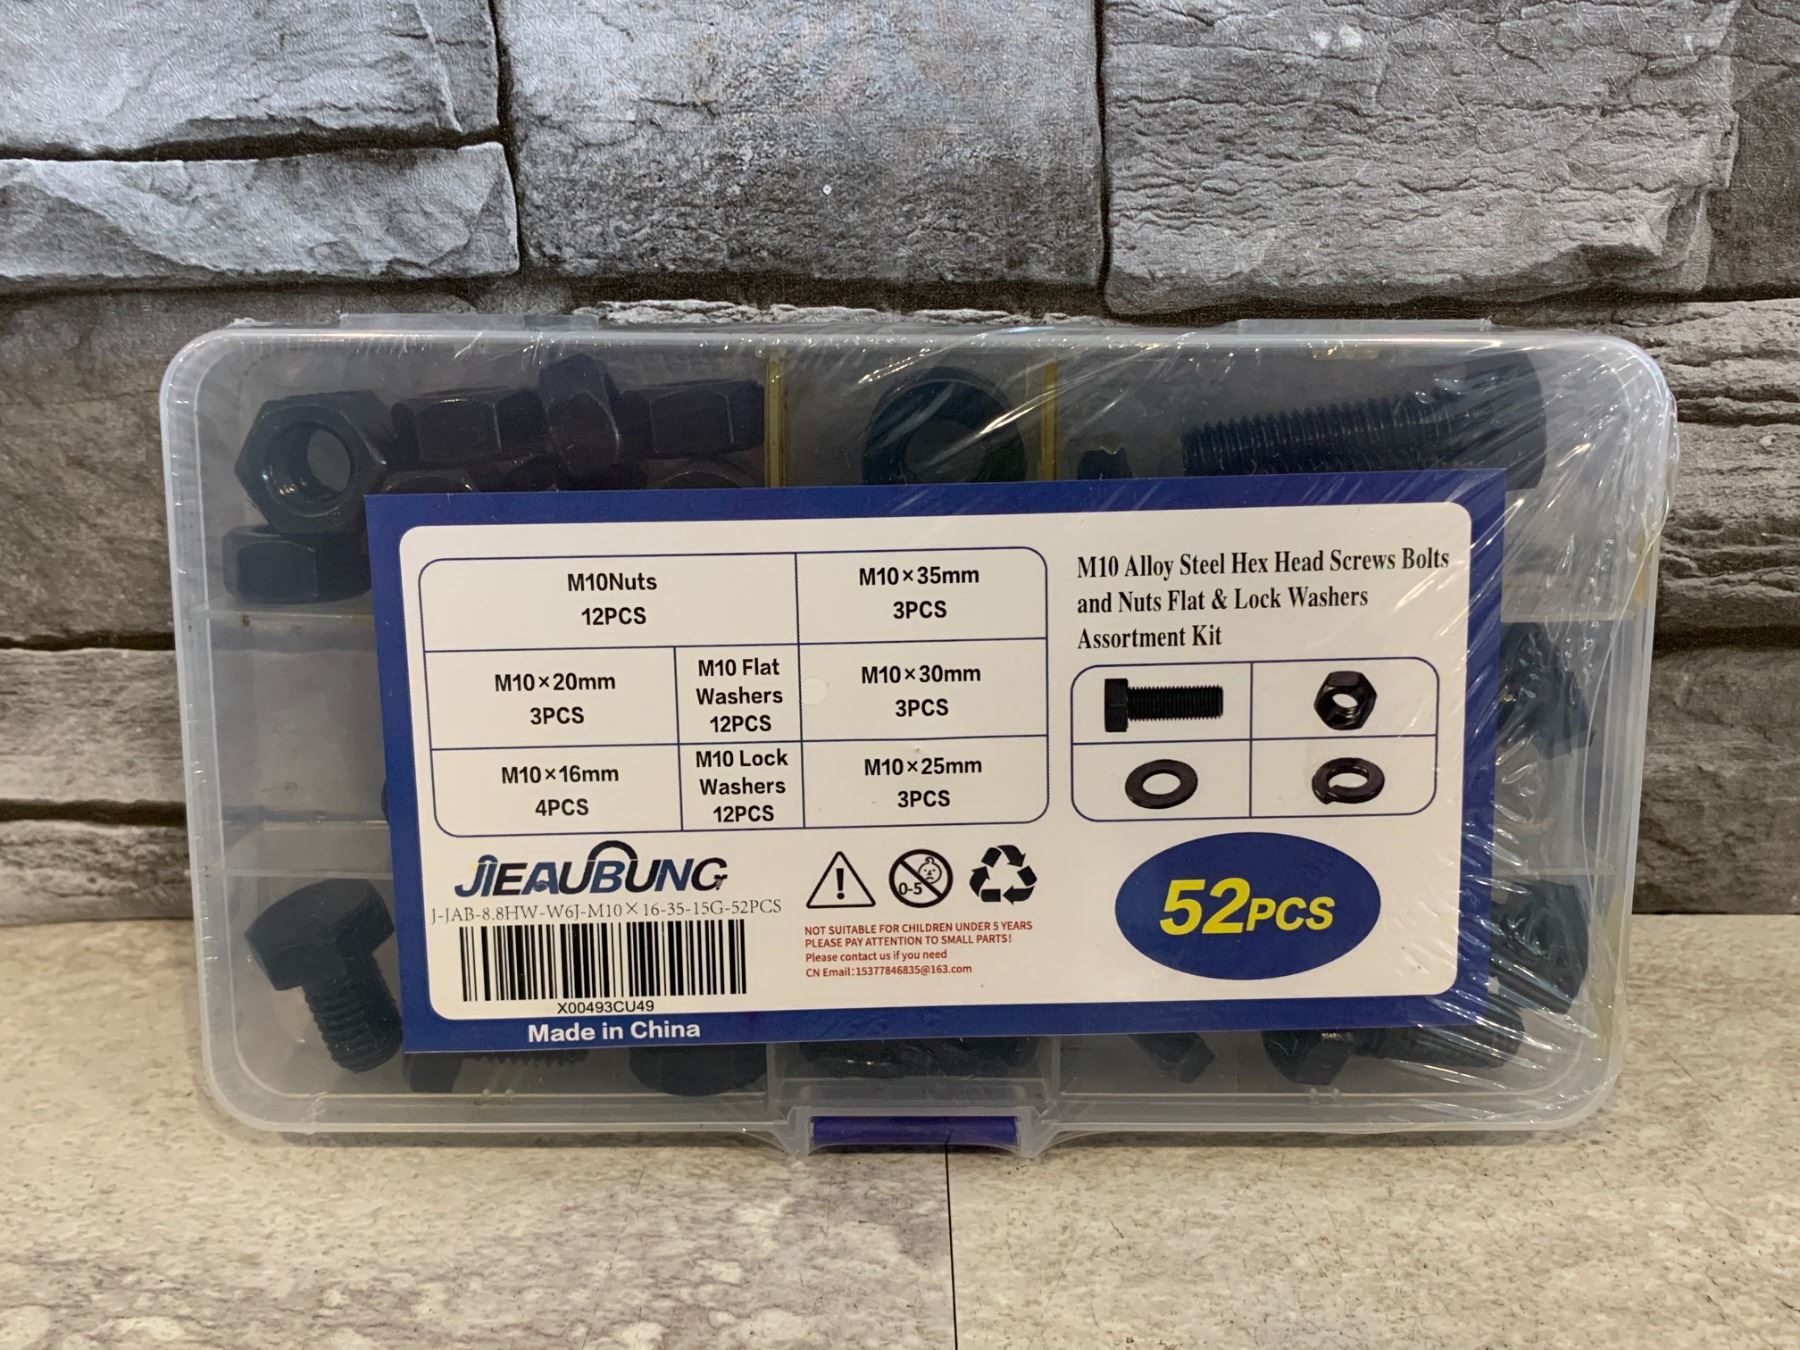 M10Nuts
12PCS
M10×35mm
3PCS
M10×20mm
3PCS
M10 Flat
Washers
12PCS
M10×30mm
3PCS
M10×16mm
4PCS
M10 Lock
Washers
12PCS
M10×25mm
3PCS
M10 Alloy Steel Hex Head Screws Bolts
and Nuts Flat & Lock Washers
Assortment Kit
JIEAUBUNG
J-JAB-8.8HW-W6J-M10×16-35-15G-52PCS
X00493CU49
Made in China
0-5
NOT SUITABLE FOR CHILDREN UNDER 5 YEARS
PLEASE PAY ATTENTION TO SMALL PARTS!
Please contact us if you need
CN Email:15377846835@163.com
52PCS